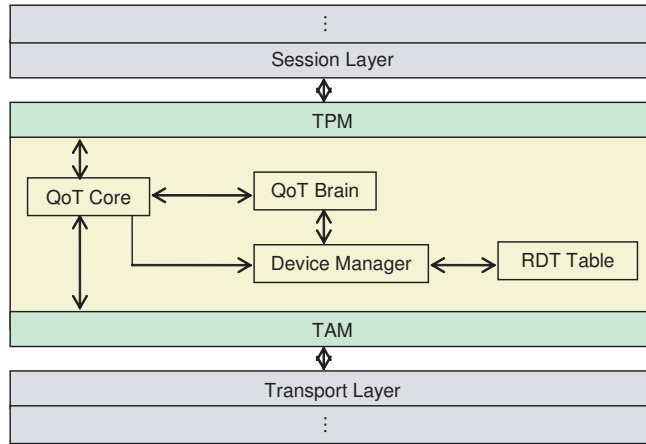 ⋮
Session Layer
TPM
QoT Core
QoT Brain
Device Manager
RDT Table
TAM
Transport Layer
⋮